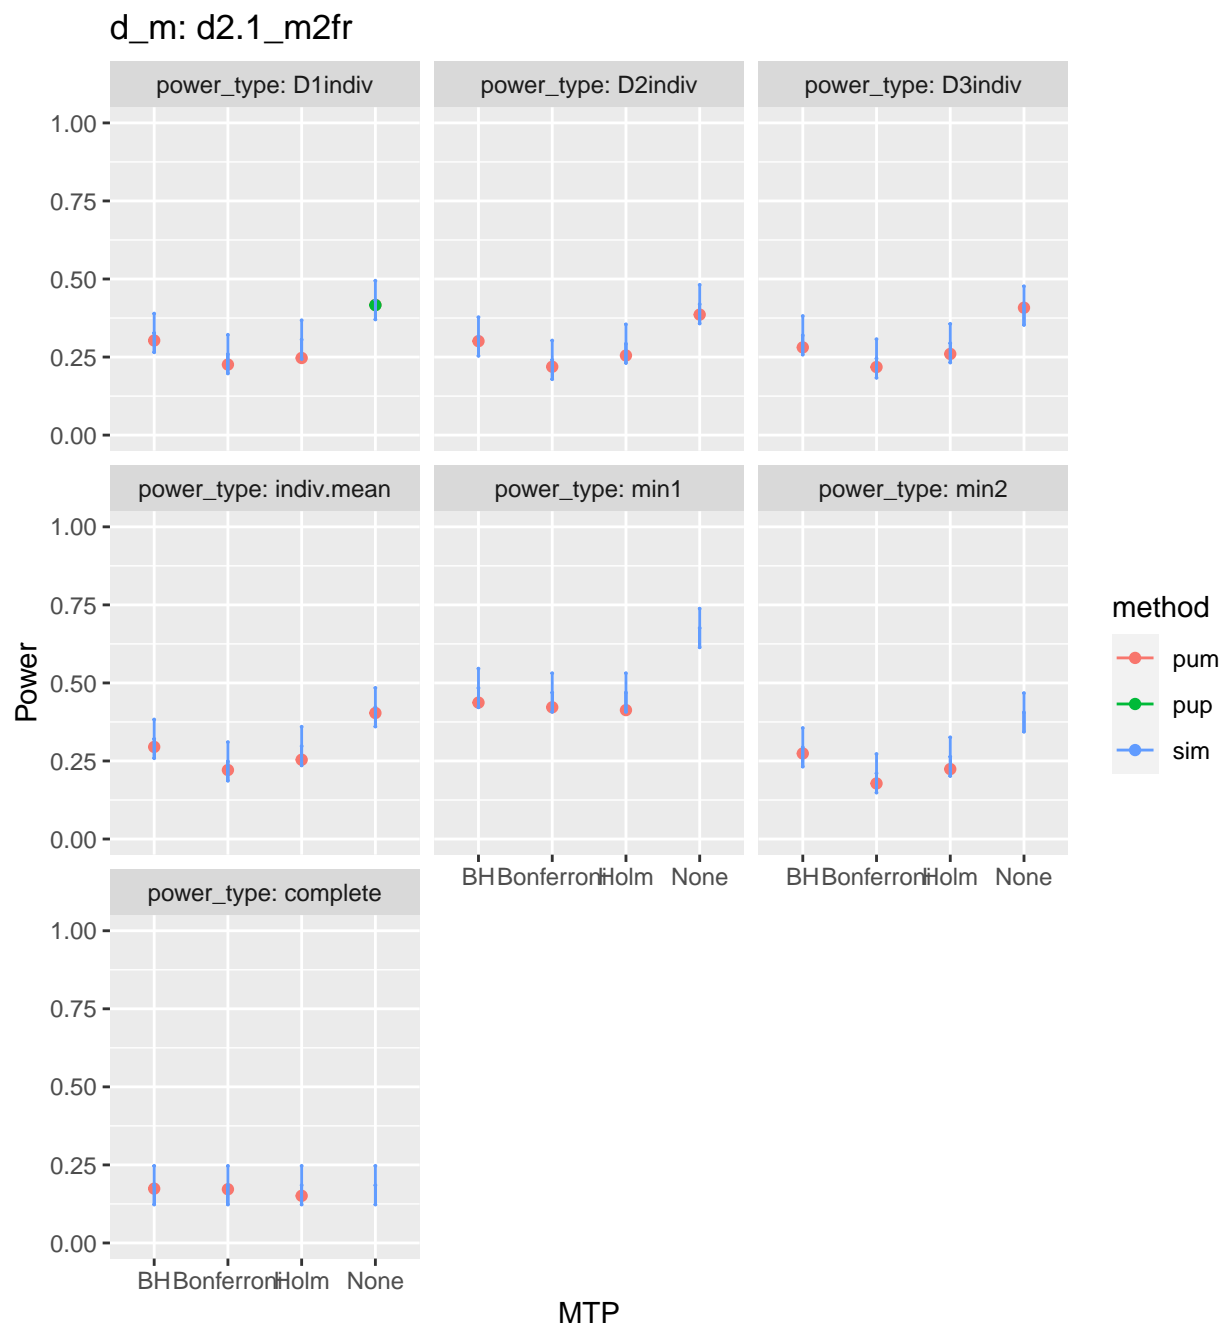 d_m: d2.1_m2fr
power_type: D1indiv
power_type: D2indiv
power_type: D3indiv
1.00
0.75
0.50
0.25
0.00
power_type: indiv.mean
power_type: min1
power_type: min2
1.00
0.75
0.50
0.25
0.00
BH Bonferroni Holm None
BH Bonferroni Holm None
power_type: complete
1.00
0.75
0.50
0.25
0.00
BH Bonferroni Holm None
Power
MTP
method
pum
pup
sim